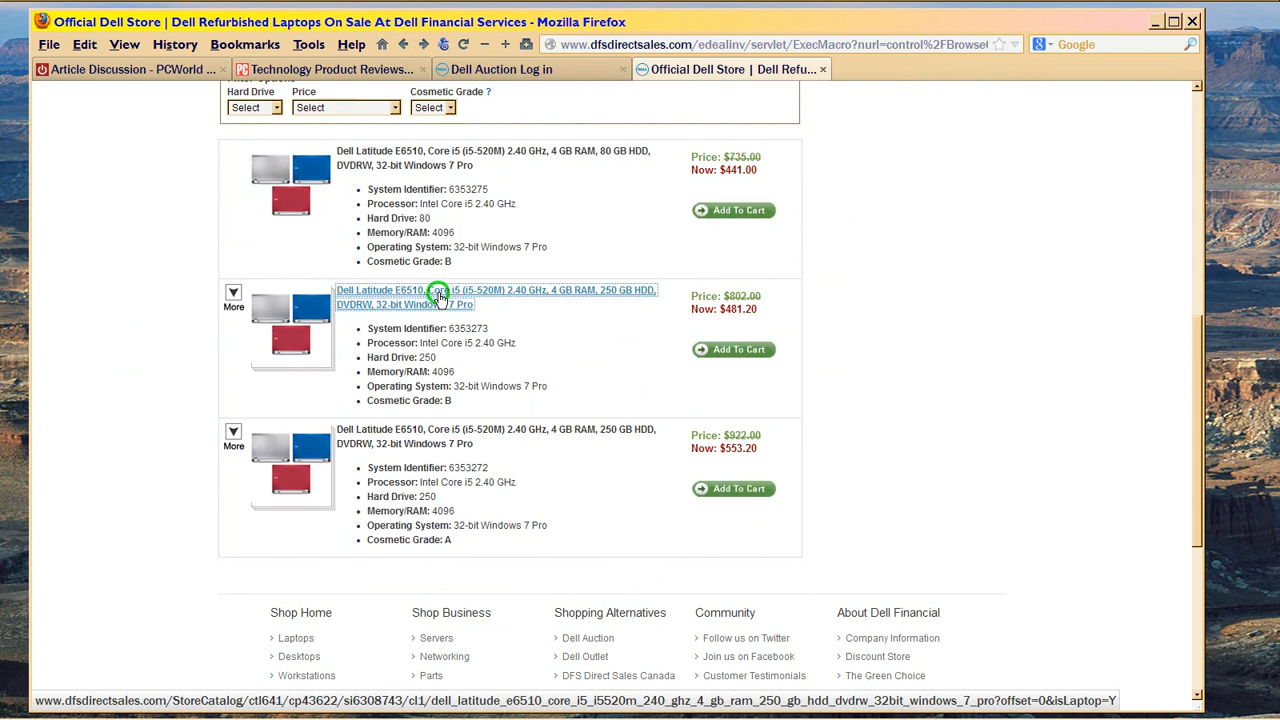 Official Dell Store | Dell Refurbished Laptops On Sale At Dell Financial Services - Mozilla Firefox
File Edit View History Bookmarks Tools Help
www.dfsdirectsales.com/edealinv/servlet/ExecMacro?nurl=control%2FBrowse
Google
Article Discussion - PCWorld ...
Technology Product Reviews...
Dell Auction Log in
Official Dell Store | Dell Refu...
Hard Drive Price Cosmetic Grade ?
Select Select Select
Dell Latitude E6510, Core i5 (i5-520M) 2.40 GHz, 4 GB RAM, 80 GB HDD,
DVDRW, 32-bit Windows 7 Pro
Price: $735.00
Now: $441.00
System Identifier: 6353275
Processor: Intel Core i5 2.40 GHz
Hard Drive: 80
Memory/RAM: 4096
Operating System: 32-bit Windows 7 Pro
Cosmetic Grade: B
Add To Cart
More
Dell Latitude E6510, Core i5 (i5-520M) 2.40 GHz, 4 GB RAM, 250 GB HDD,
DVDRW, 32-bit Windows 7 Pro
Price: $802.00
Now: $481.20
System Identifier: 6353273
Processor: Intel Core i5 2.40 GHz
Hard Drive: 250
Memory/RAM: 4096
Operating System: 32-bit Windows 7 Pro
Cosmetic Grade: B
Add To Cart
More
Dell Latitude E6510, Core i5 (i5-520M) 2.40 GHz, 4 GB RAM, 250 GB HDD,
DVDRW, 32-bit Windows 7 Pro
Price: $922.00
Now: $553.20
System Identifier: 6353272
Processor: Intel Core i5 2.40 GHz
Hard Drive: 250
Memory/RAM: 4096
Operating System: 32-bit Windows 7 Pro
Cosmetic Grade: A
Add To Cart
Shop Home Shop Business Shopping Alternatives Community About Dell Financial
Laptops Servers Dell Auction Follow us on Twitter Company Information
Desktops Networking Dell Outlet Join us on Facebook Discount Store
Workstations Parts DFS Direct Sales Canada Customer Testimonials The Green Choice
www.dfsdirectsales.com/StoreCatalog/ctl641/cp43622/si6308743/cl1/dell_latitude_e6510_core_i5_i5520m_240_ghz_4_gb_ram_250_gb_hdd_dvdrw_32bit_windows_7_pro?offset=0&isLaptop=Y